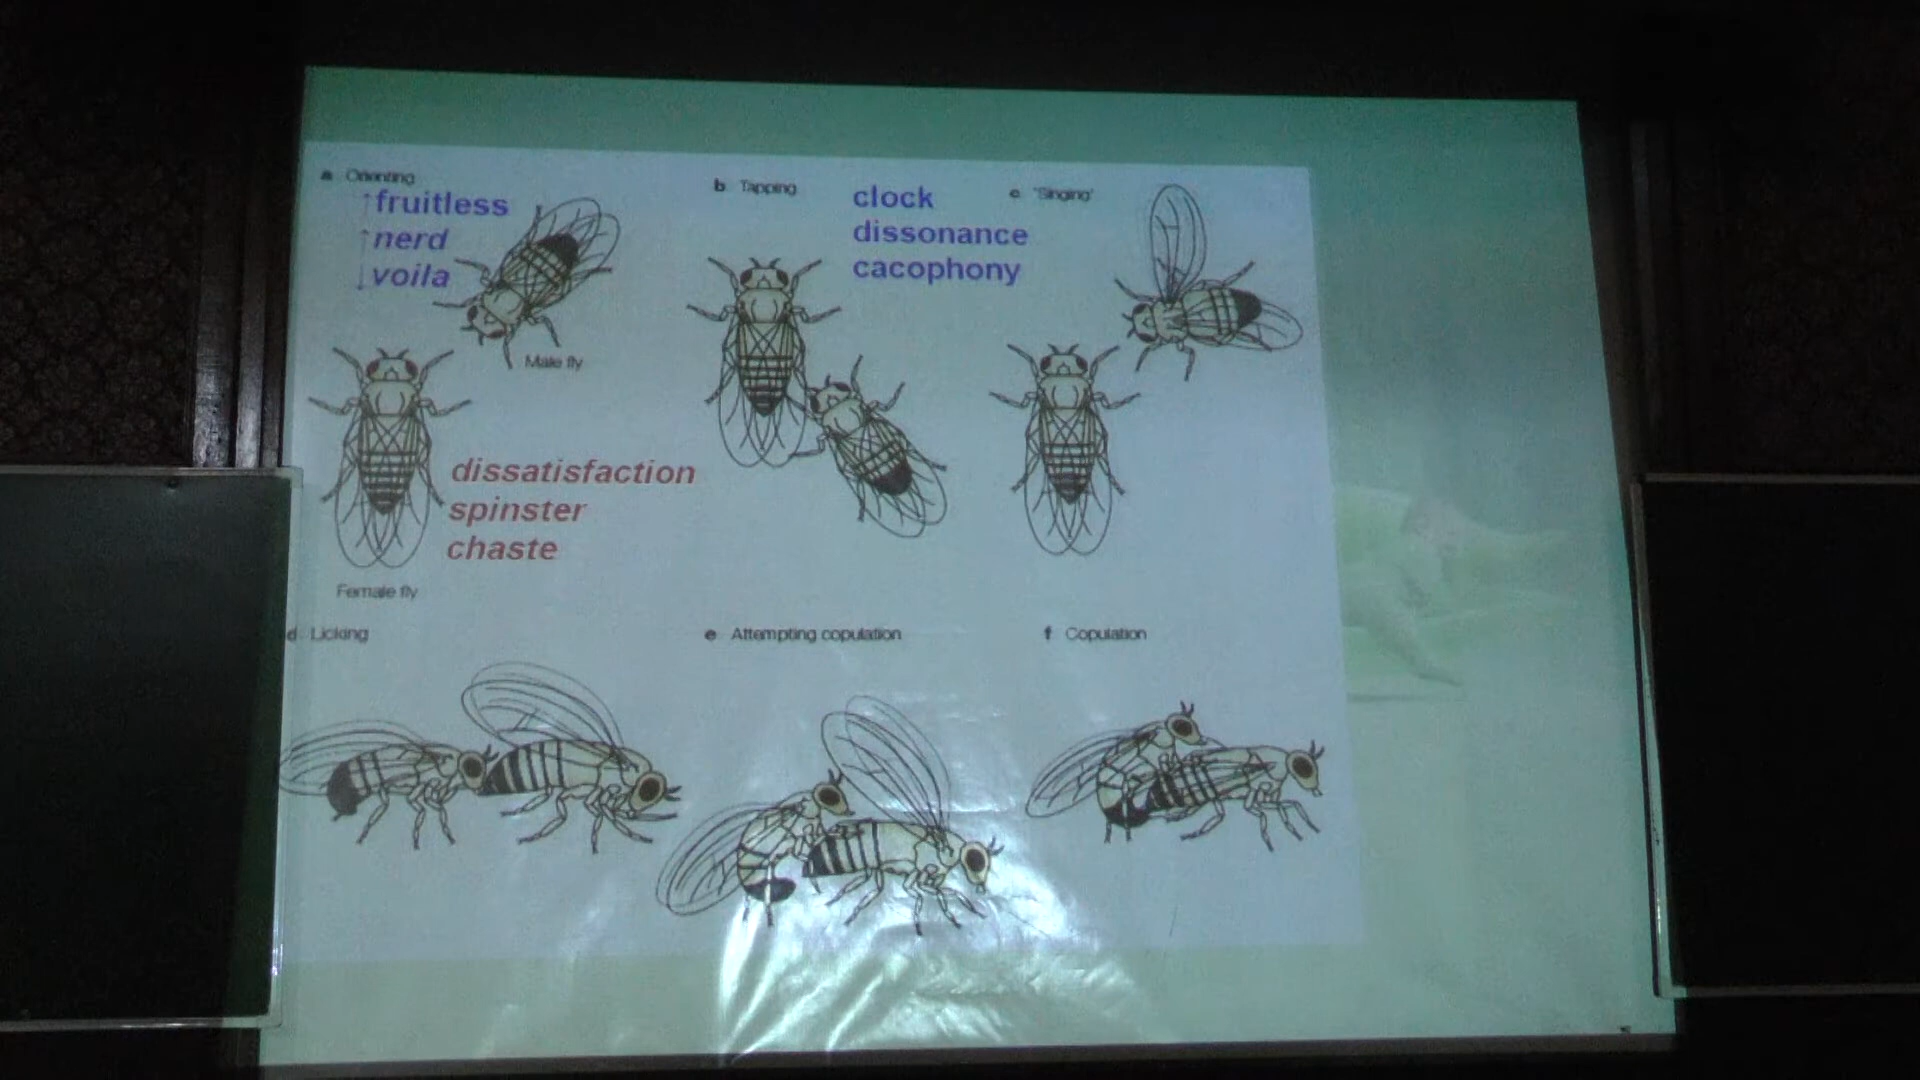 a Orienting
↑fruitless
↑nerd
↓voila
Male fly
dissatisfaction
spinster
chaste
Female fly
b Tapping
clock
dissonance
cacophony
c 'Singing'
d Licking
e Attempting copulation
f Copulation